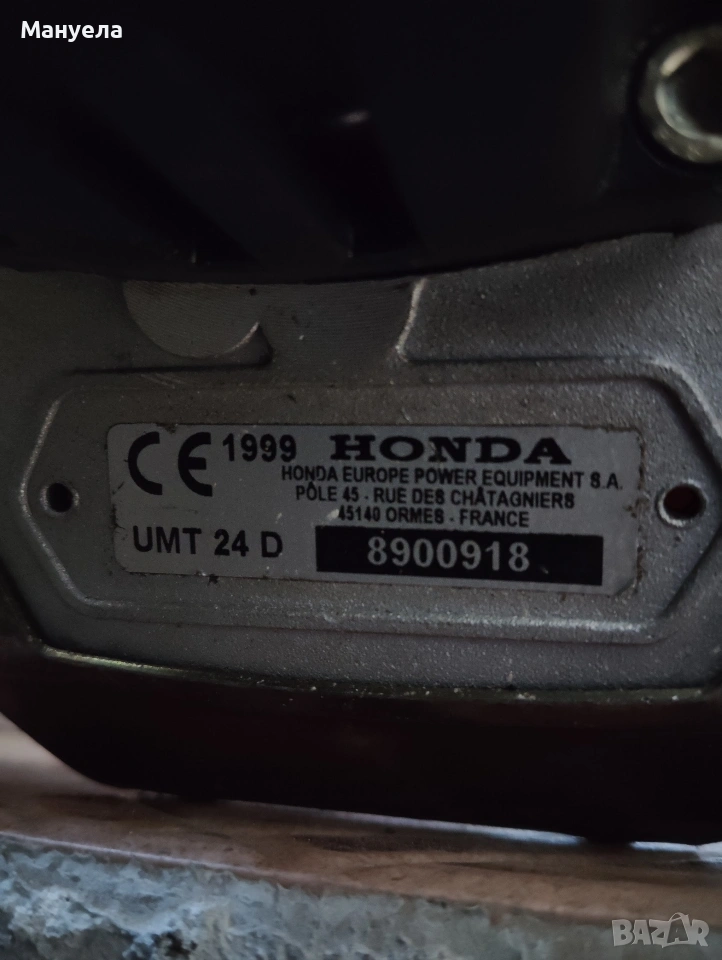 Мануела
CE 1999 HONDA
HONDA EUROPE POWER EQUIPMENT S.A.
PÔLE 45 - RUE DES CHÂTAGNIERS
45140 ORMES - FRANCE
UMT 24 D 8900918
BAZAR